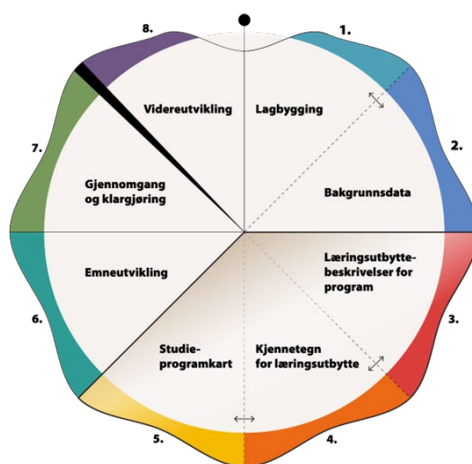 1.
Lagbygging
2.
Bakgrunnsdata
3.
Læringsutbytte-
beskrivelser for
program
4.
Kjennetegn
for læringsutbytte
5.
Studie-
programkart
6.
Emneutvikling
7.
Gjennomgang
og klargjøring
8.
Videreutvikling